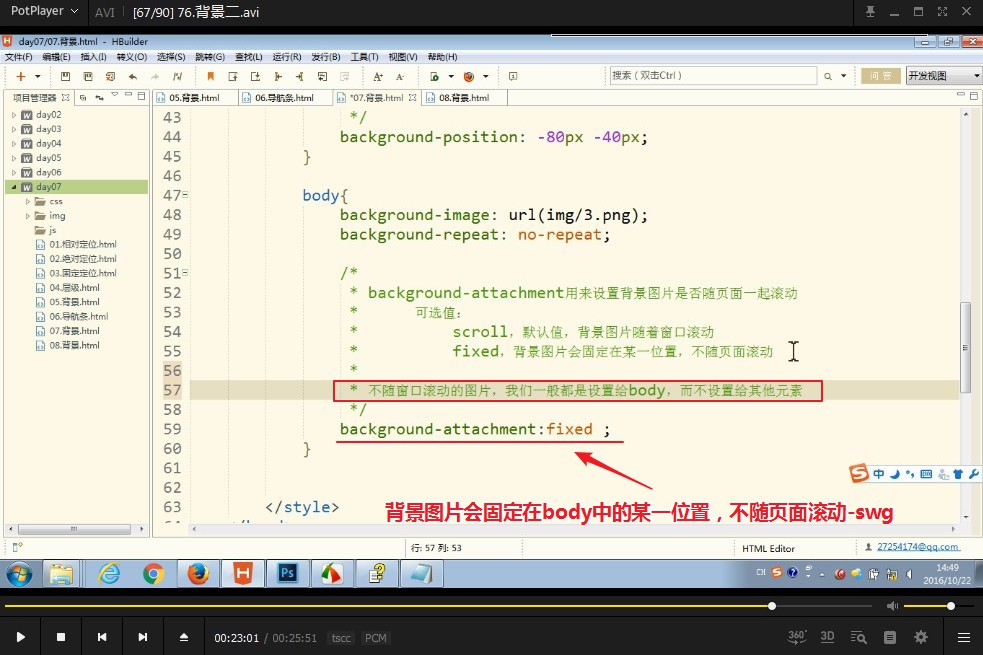 PotPlayer AVI [67/90] 76.背景二.avi
day07/07.背景.html - HBuilder
文件(F) 编辑(E) 插入(I) 转义(O) 选择(S) 跳转(G) 查找(L) 运行(R) 发行(B) 工具(T) 视图(V) 帮助(H)
搜索（双击Ctrl）
问答
开发视图
项目管理器
05.背景.html 06.导航条.html *07.背景.html 08.背景.html
day02
day03
day04
day05
day06
day07
css
img
js
01.相对定位.html
02.绝对定位.html
03.固定定位.html
04.层级.html
05.背景.html
06.导航条.html
07.背景.html
08.背景.html
43 */
44 background-position: -80px -40px;
45 }
46
47 body{
48 background-image: url(img/3.png);
49 background-repeat: no-repeat;
50
51 /*
52 * background-attachment用来设置背景图片是否随页面一起滚动
53 * 可选值：
54 * scroll，默认值，背景图片随着窗口滚动
55 * fixed，背景图片会固定在某一位置，不随页面滚动
56 *
57 * 不随窗口滚动的图片，我们一般都是设置给body，而不设置给其他元素
58 */
59 background-attachment:fixed ;
60 }
61
62
63 </style>
背景图片会固定在body中的某一位置，不随页面滚动-swg
中
行: 57 列: 53
HTML Editor
27254174@qq.com
Ps
CH
14:49
2016/10/22
00:23:01 / 00:25:51 tscc PCM
360°
3D